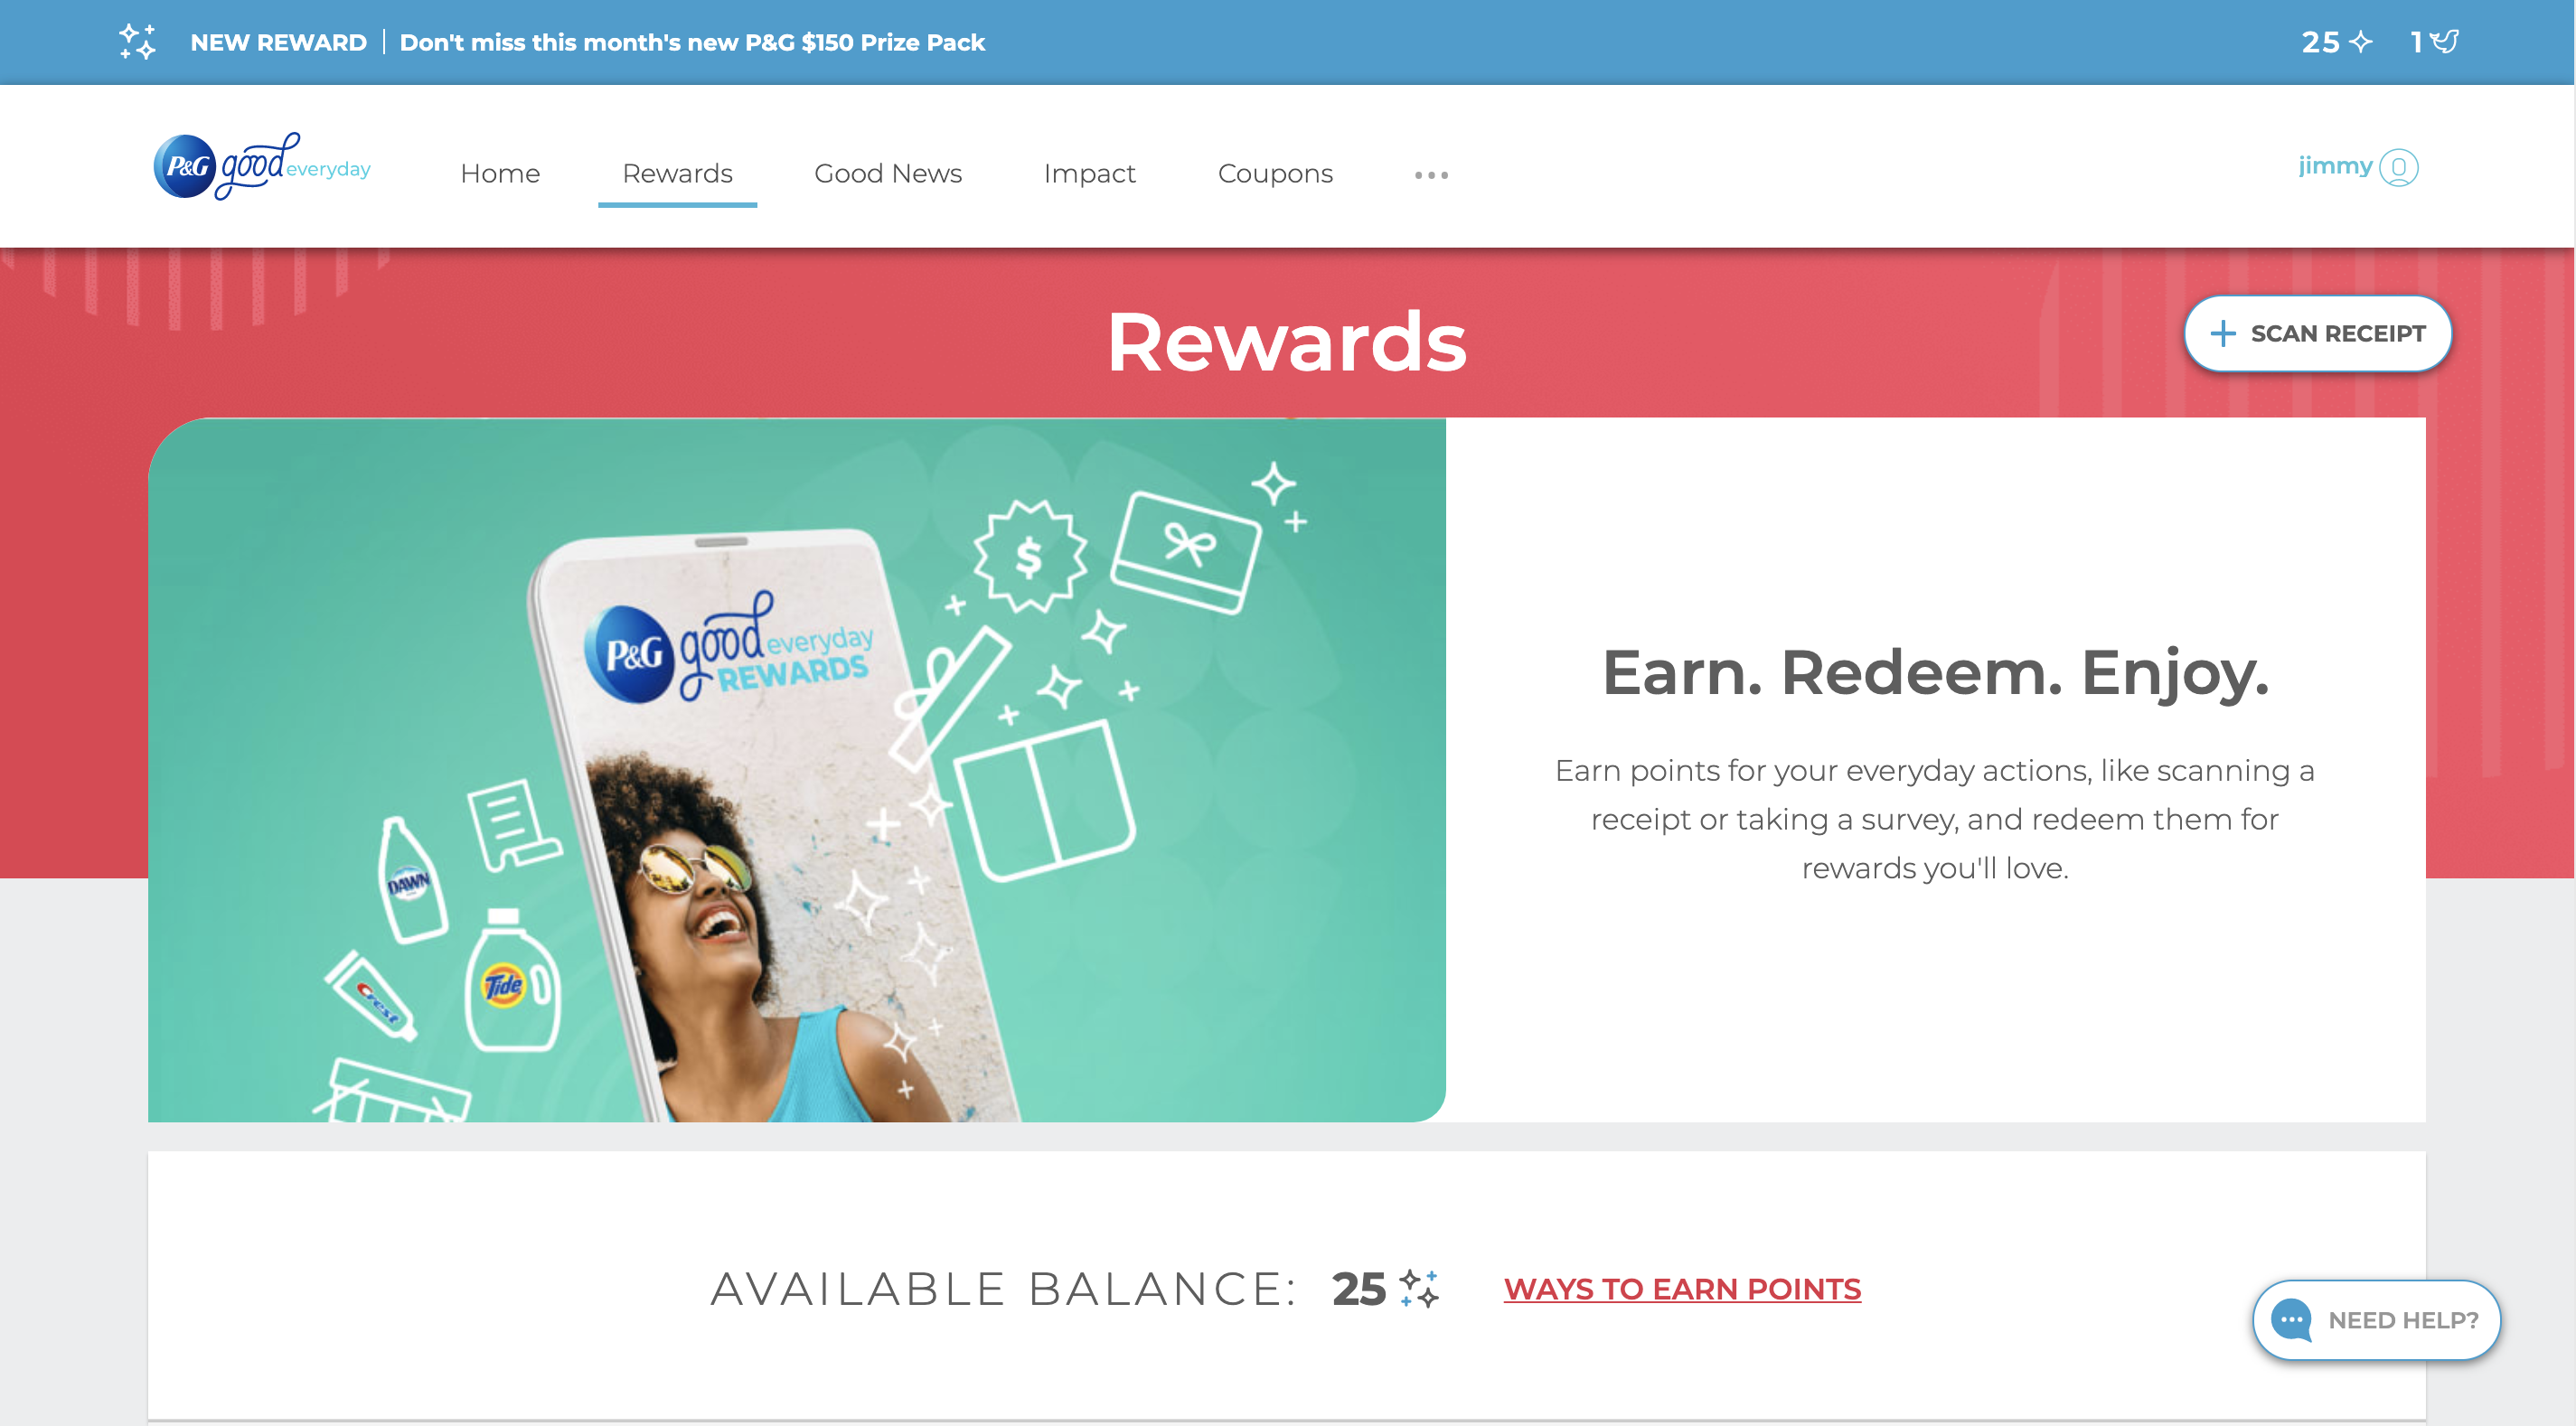 NEW REWARD | Don't miss this month's new P&G $150 Prize Pack
25 1
P&G good everyday
Home Rewards Good News Impact Coupons ...
jimmy
Rewards
+ SCAN RECEIPT
$
P&G good everyday
REWARDS
DAWN
Tide
Crest
Earn. Redeem. Enjoy.
Earn points for your everyday actions, like scanning a
receipt or taking a survey, and redeem them for
rewards you'll love.
AVAILABLE BALANCE: 25 WAYS TO EARN POINTS
NEED HELP?